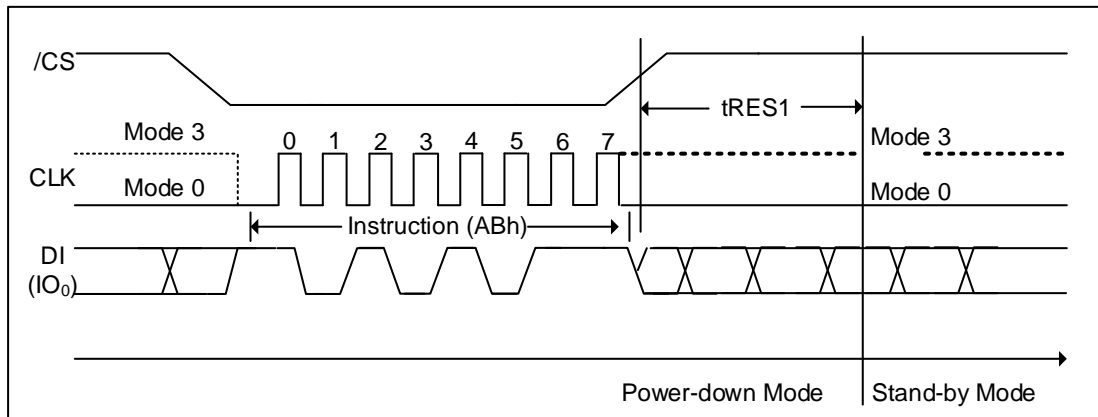 /CS
tRES1
Mode 3
0 1 2 3 4 5 6 7
Mode 3
CLK
Mode 0
Mode 0
Instruction (ABh)
DI
(IO₀)
Power-down Mode
Stand-by Mode